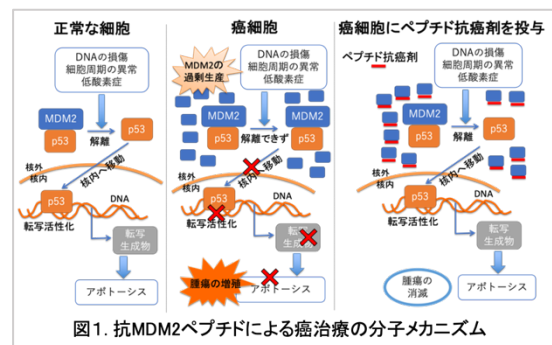 正常な細胞
DNAの損傷
細胞周期の異常
低酸素症
MDM2
p53
解離
p53
核外
核内
核内へ移動
p53
DNA
転写活性化
転写
生成物
アポトーシス
癌細胞
MDM2の
過剰生産
DNAの損傷
細胞周期の異常
低酸素症
MDM2
p53
解離できず
MDM2
p53
核内へ移動
p53
DNA
転写活性化
転写
生成物
腫瘍の増殖
アポトーシス
癌細胞にペプチド抗癌剤を投与
ペプチド抗癌剤
DNAの損傷
細胞周期の異常
低酸素症
MDM2
p53
解離
p53
核外
核内
核内へ移動
p53
DNA
転写活性化
転写
生成物
腫瘍の
消滅
アポトーシス
図1. 抗MDM2ペプチドによる癌治療の分子メカニズム